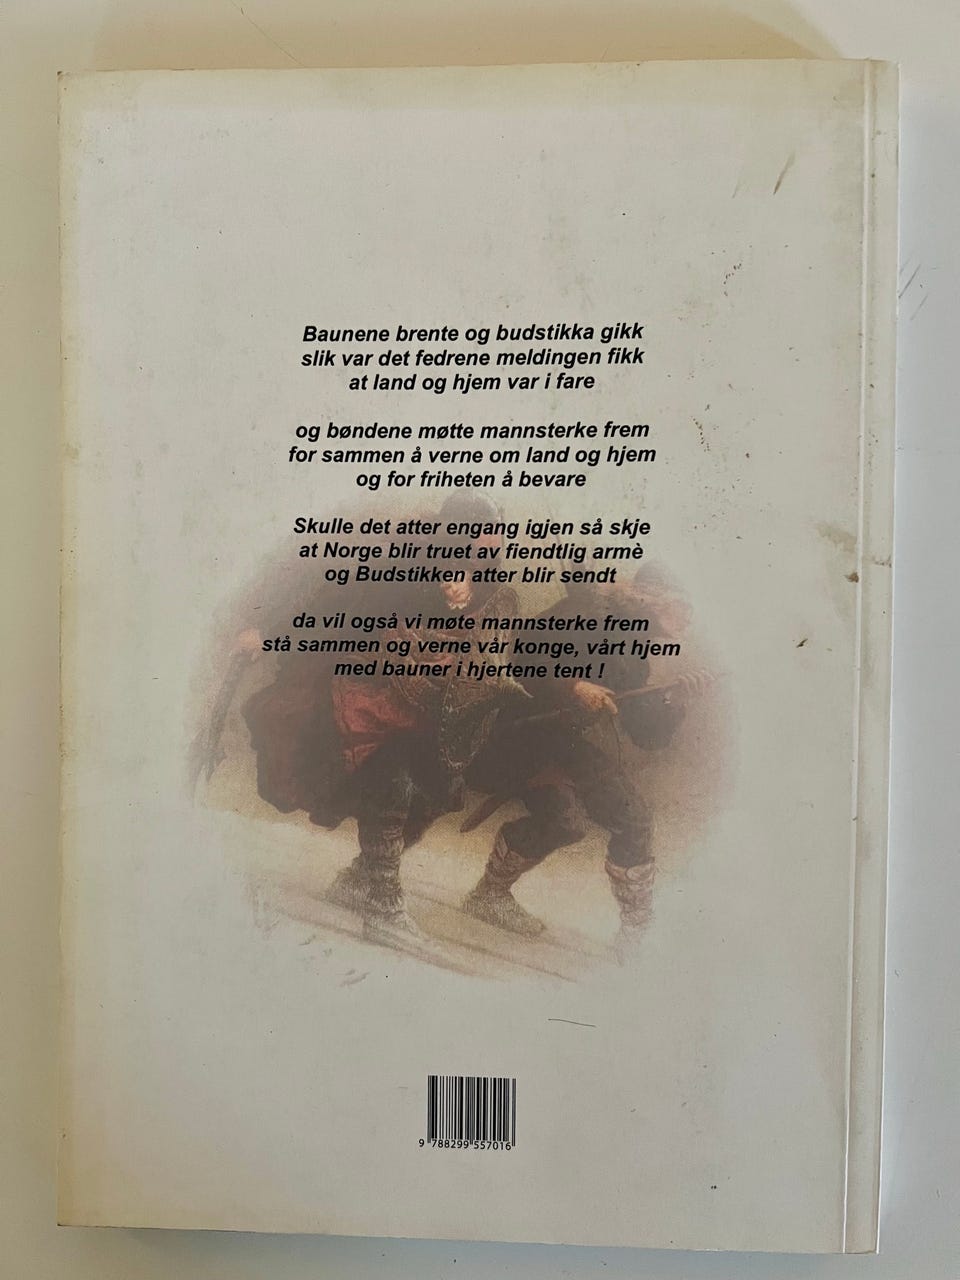 Baunene brente og budstikka gikk
slik var det fedrene meldingen fikk
at land og hjem var i fare
og bøndene møtte mannsterke frem
for sammen å verne om land og hjem
og for friheten å bevare
Skulle det atter engang igjen så skje
at Norge blir truet av fiendtlig armè
og Budstikken atter blir sendt
da vil også vi møte mannsterke frem
stå sammen og verne vår konge, vårt hjem
med bauner i hjertene tent !
9 788299 557016